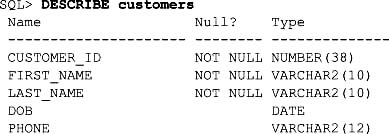 SQL> DESCRIBE customers
Name Null? Type
----------------------- -------- ------------
CUSTOMER_ID NOT NULL NUMBER(38)
FIRST_NAME NOT NULL VARCHAR2(10)
LAST_NAME NOT NULL VARCHAR2(10)
DOB DATE
PHONE VARCHAR2(12)